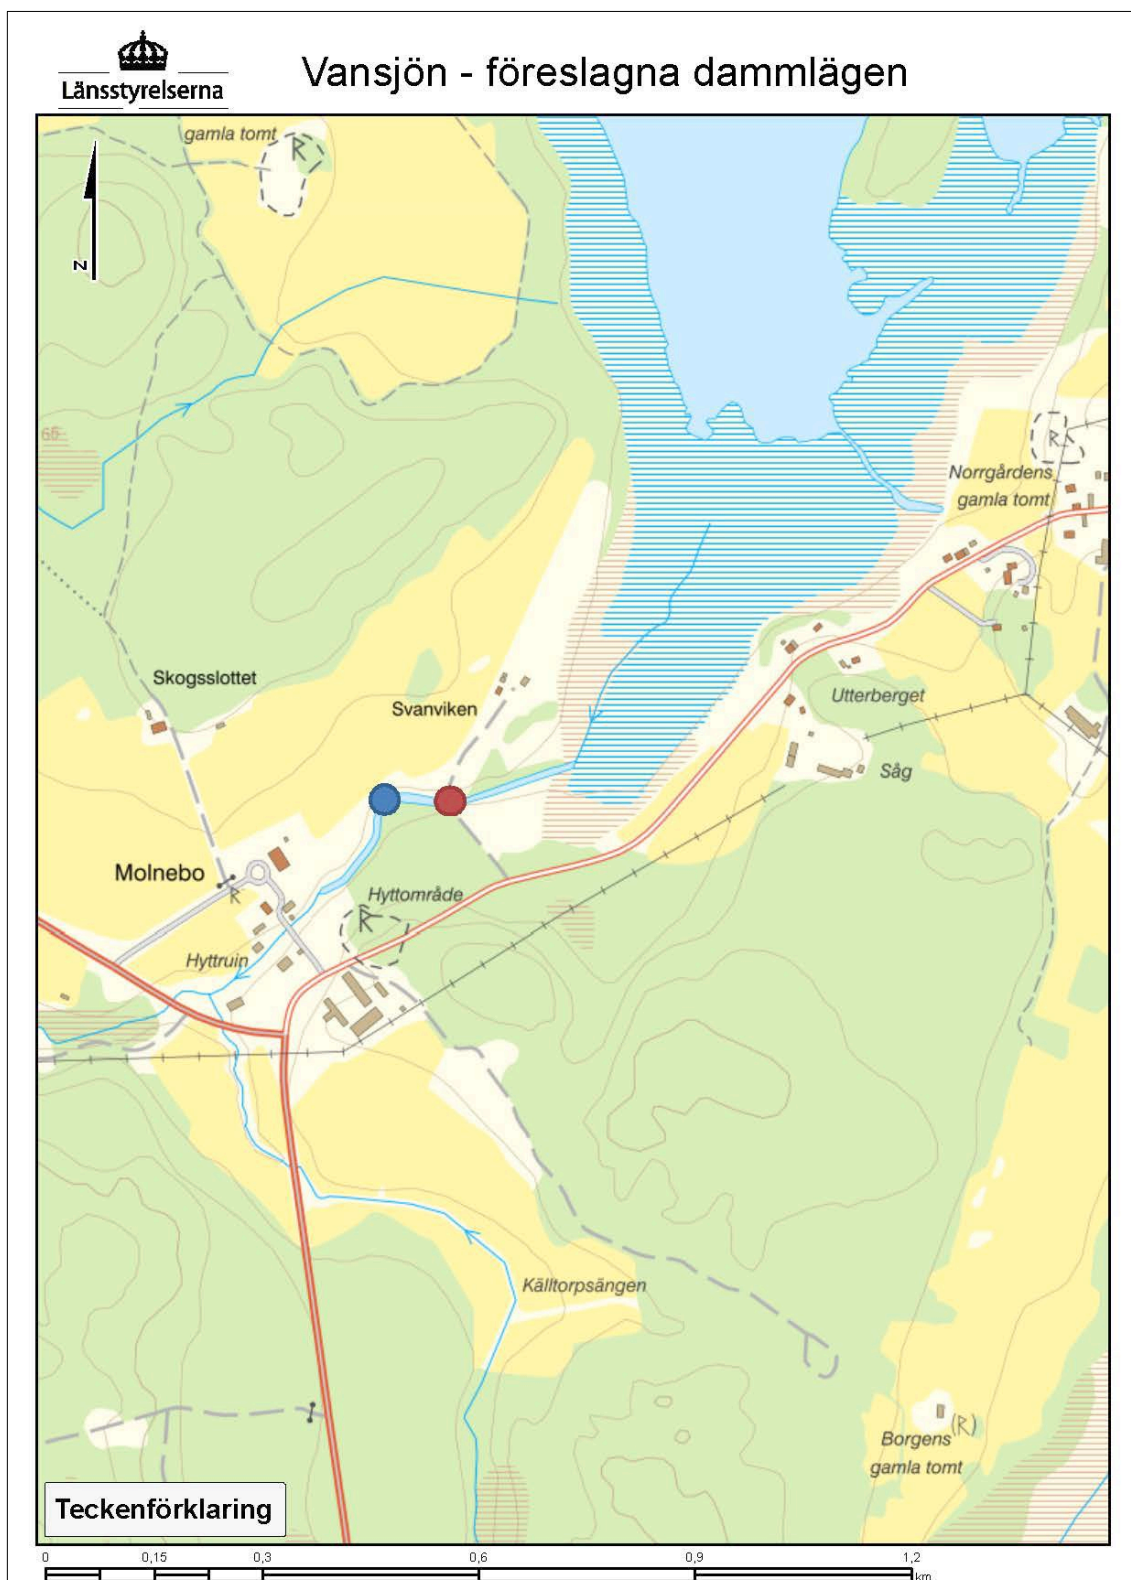 Länsstyrelserna
Vansjön - föreslagna dammlägen
gamla tomt
R
N
65
R
Norrgårdens
gamla tomt
Skogsslottet
Svanviken
Utterberget
Såg
Molnebo
R
Hyttområde
R
Hyttruin
Källtorpsängen
(R)
Borgens
gamla tomt
Teckenförklaring
0 0,15 0,3 0,6 0,9 1,2
km